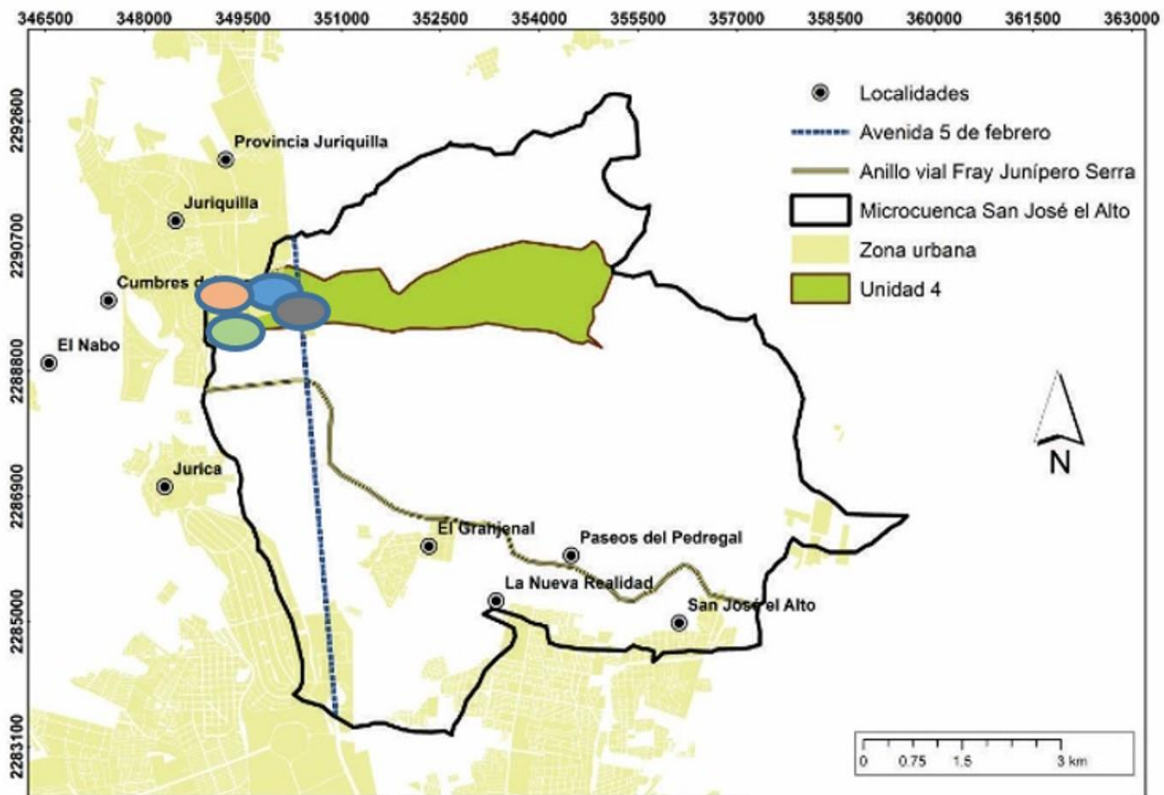 346500 348000 349500 351000 352500 354000 355500 357000 358500 360000 361500 363000
2292600
2290700
2288800
2286900
2285000
2283100
Localidades
Avenida 5 de febrero
Anillo vial Fray Junípero Serra
Microcuenca San José el Alto
Zona urbana
Unidad 4
Provincia Juriquilla
Juriquilla
Cumbres d
El Nabo
Jurica
El Granjenal
Paseos del Pedregal
La Nueva Realidad
San José el Alto
N
0 0.75 1.5 3 km